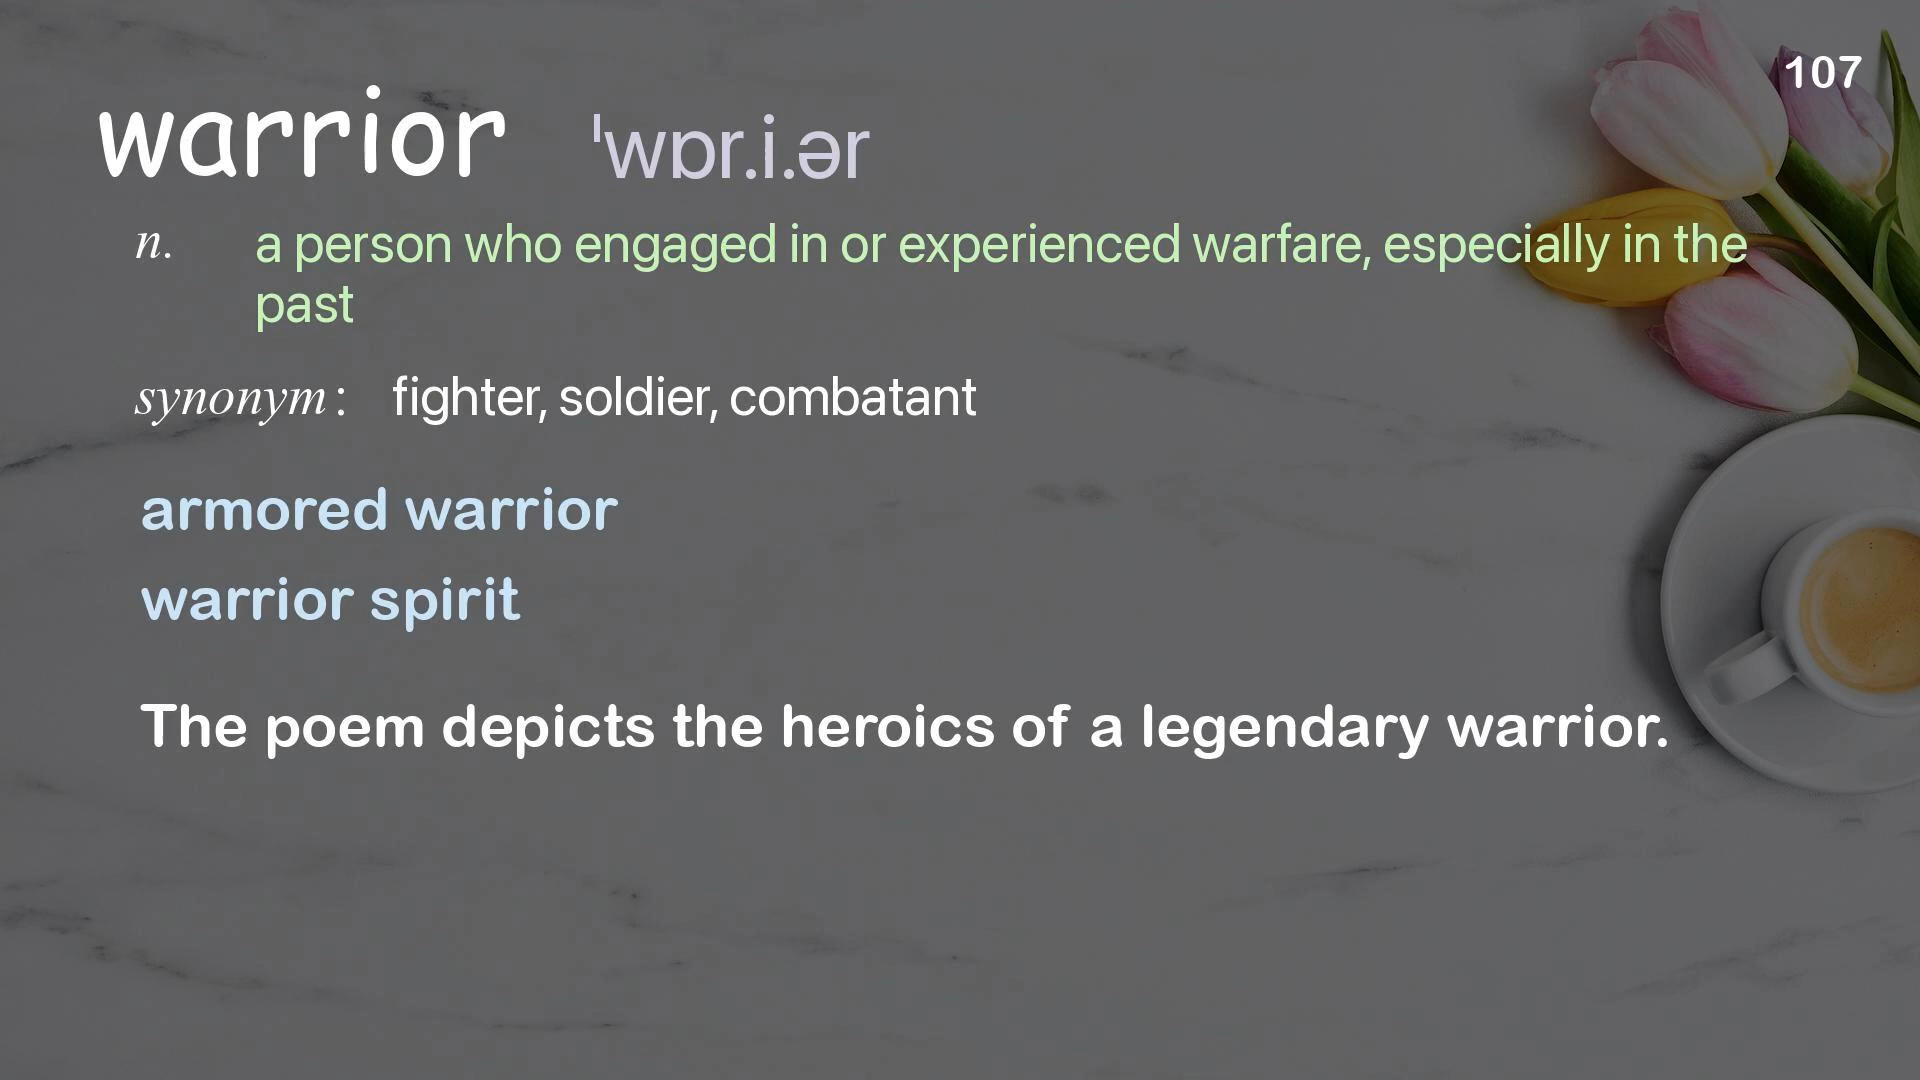 107
warrior ˈwɒr.i.ər
n. a person who engaged in or experienced warfare, especially in the
past
synonym: fighter, soldier, combatant
armored warrior
warrior spirit
The poem depicts the heroics of a legendary warrior.